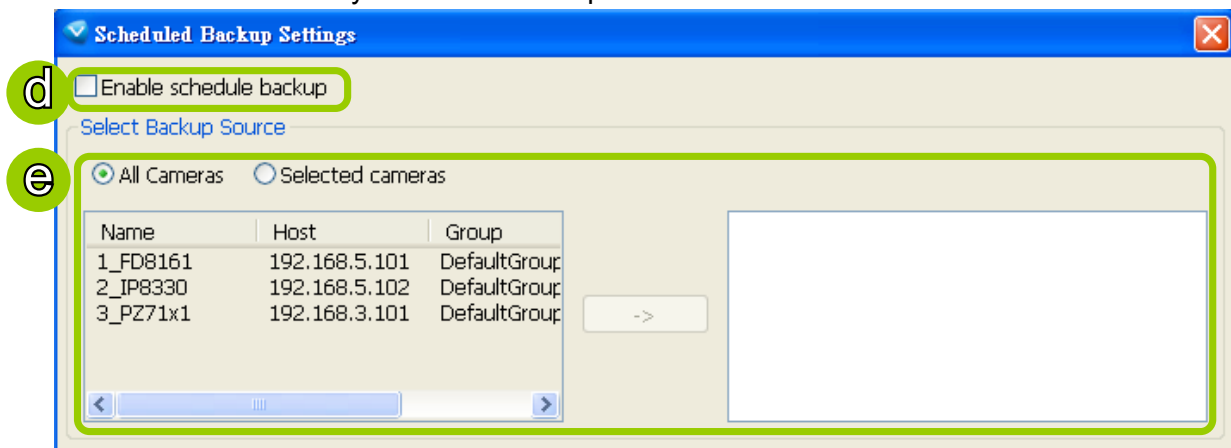 Scheduled Backup Settings
d
Enable schedule backup
Select Backup Source
e
All Cameras Selected cameras
Name Host Group
1_FD8161 192.168.5.101 DefaultGroup
2_IP8330 192.168.5.102 DefaultGroup
3_PZ71x1 192.168.3.101 DefaultGroup
->